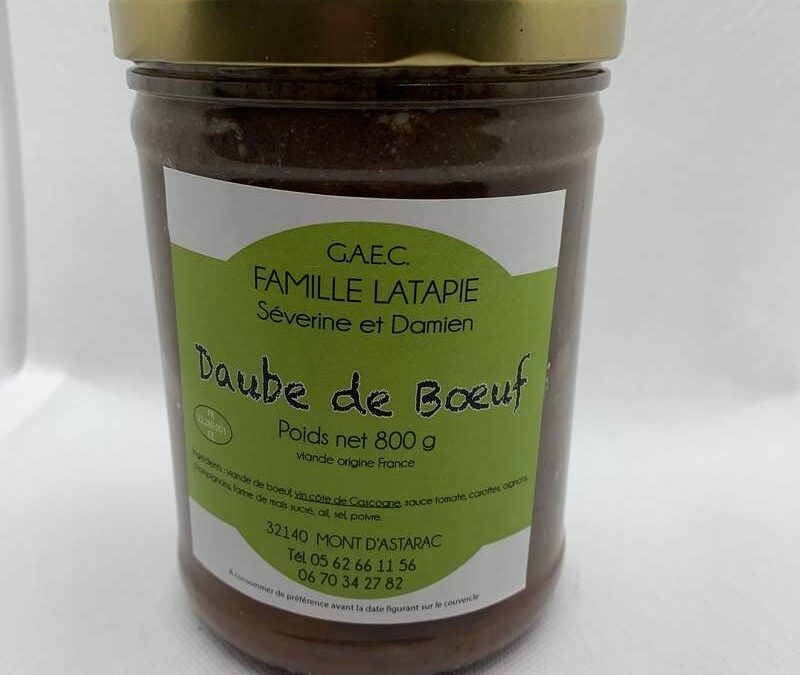 G.A.E.C.
FAMILLE LATAPIE
Séverine et Damien
Daube de Bœuf
Poids net 800 g
viande origine France
Ingrédients : viande de boeuf, vin côte de Gascogne, sauce tomate, carottes, oignons,
champignons, farine de maïs sucré, ail, sel, poivre.
32140 MONT D'ASTARAC
Tél. 05 62 66 11 56
06 70 34 27 82
A consommer de préférence avant la date figurant sur le couvercle